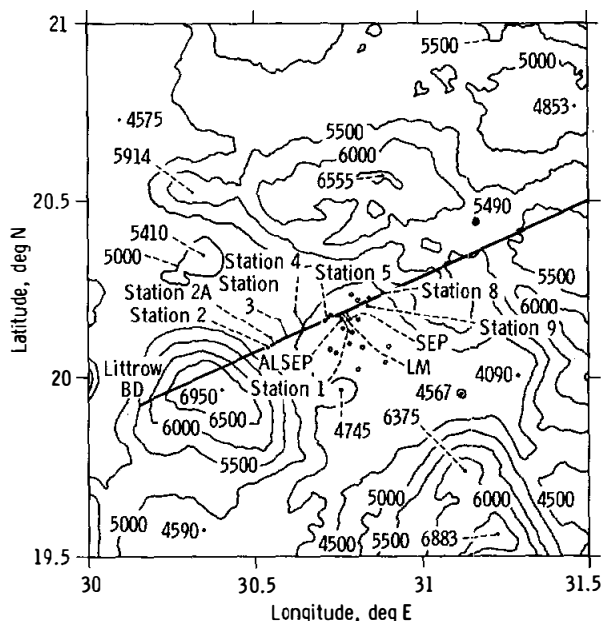 21
5500
5000
4853
4575
5914
5500
6000
6555
20.5
5490
5410
5000
Station 4
Station 5
Station
3
Station 8
5500
6000
Station 2A
Station 2
SEP
Station 9
Littrow
BD
ALSEP
LM
Station 1
20
6950
6500
6000
5500
4745
4567
4090
6375
5000
4590
4500
5000
5500
6000
6883
4500
19.5
30
30.5
31
31.5
Latitude, deg N
Longitude, deg E